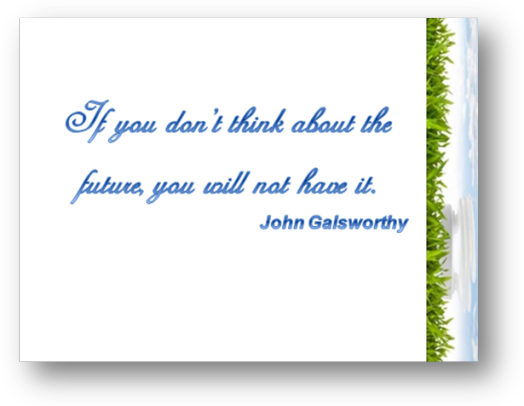 If you don't think about the
future, you will not have it.
John Galsworthy